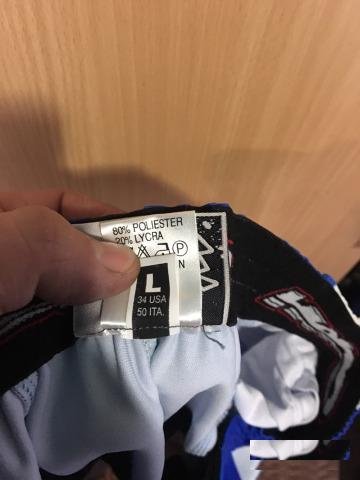 80% POLIESTER
20% LYCRA
P
N
L
34 USA
50 ITA.